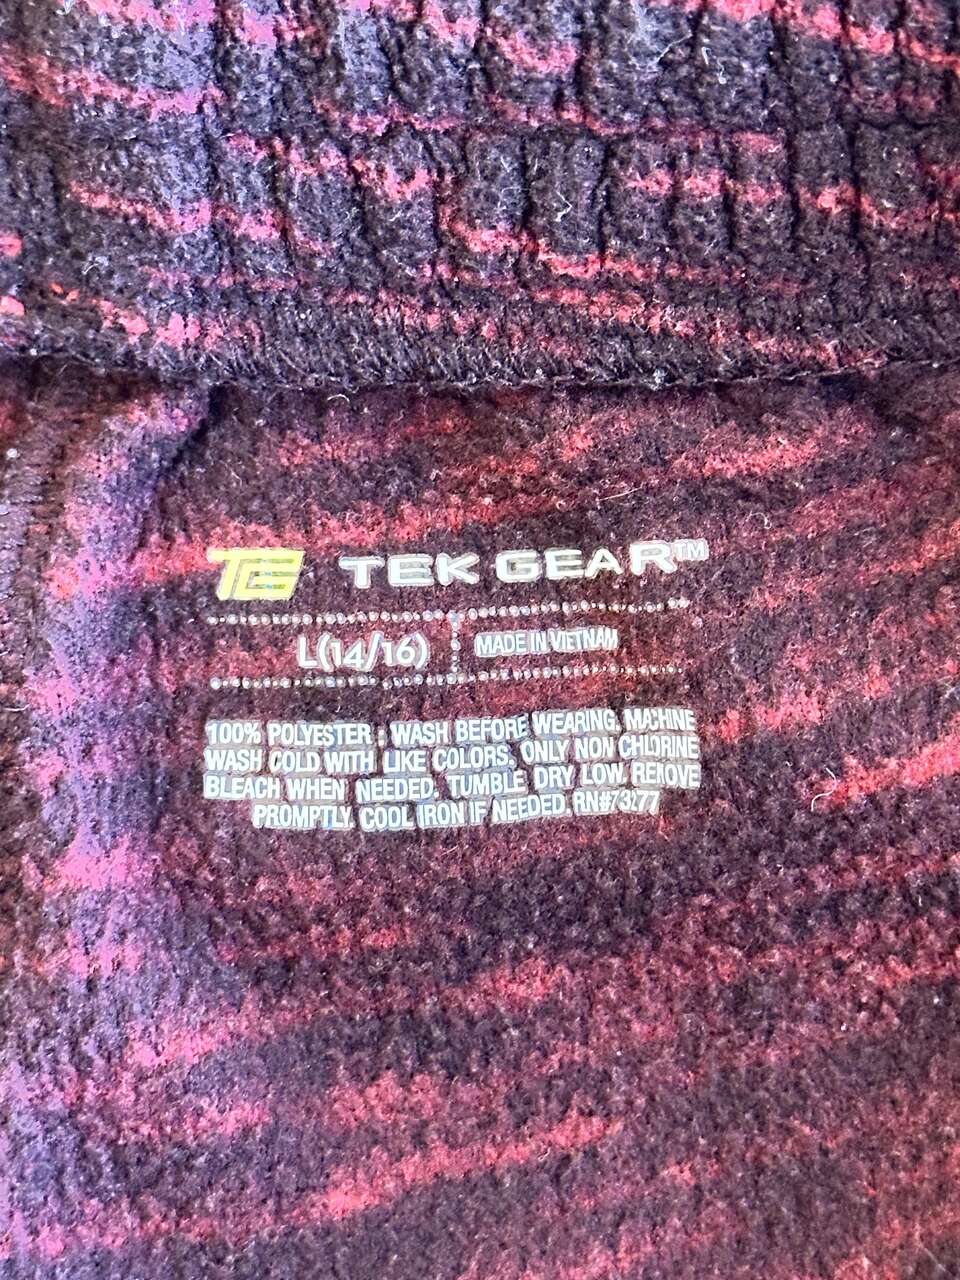 TG TEK GEAR™
L(14/16) MADE IN VIETNAM
100% POLYESTER ; WASH BEFORE WEARING. MACHINE
WASH COLD WITH LIKE COLORS. ONLY NON CHLORINE
BLEACH WHEN NEEDED. TUMBLE DRY LOW. REMOVE
PROMPTLY. COOL IRON IF NEEDED. RN#73277